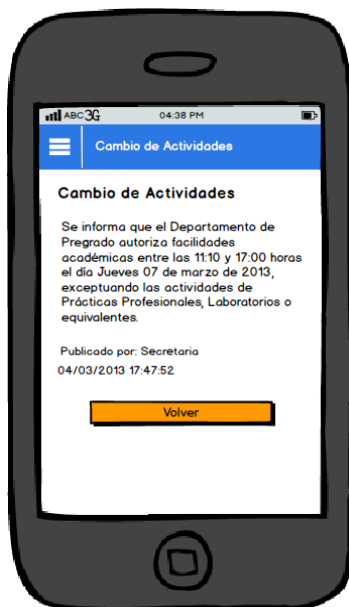 ABC 3G 04:38 PM
Cambio de Actividades
Cambio de Actividades
Se informa que el Departamento de
Pregrado autoriza facilidades
académicas entre las 11:10 y 17:00 horas
el día Jueves 07 de marzo de 2013,
exceptuando las actividades de
Prácticas Profesionales, Laboratorios o
equivalentes.
Publicado por: Secretaria
04/03/2013 17:47:52
Volver